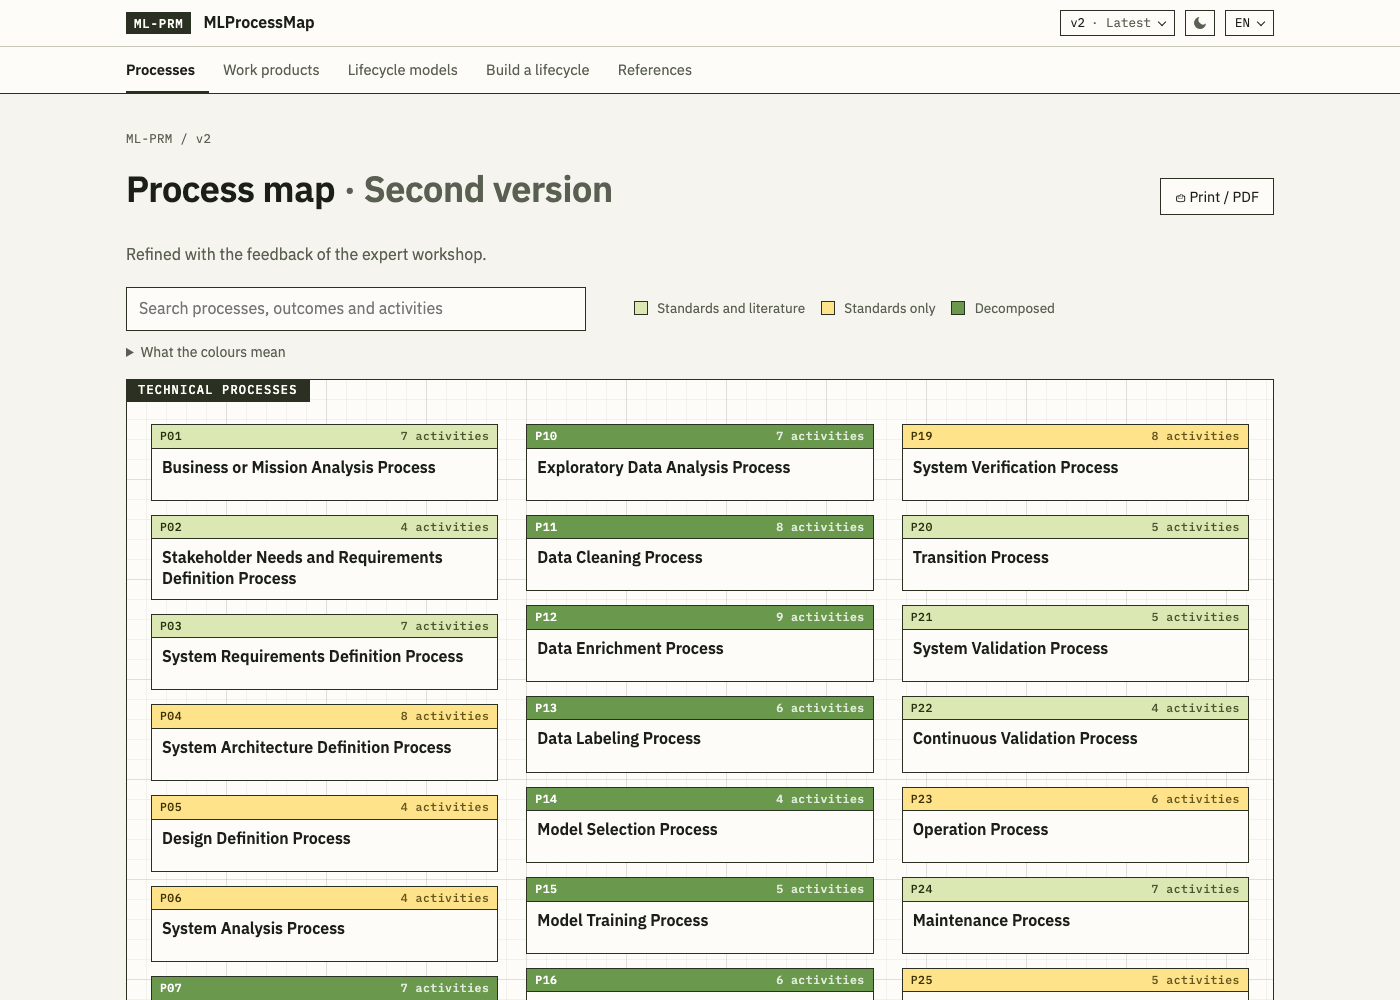 ML-PRM MLProcessMap
v2 · Latest
EN
Processes
Work products
Lifecycle models
Build a lifecycle
References
ML-PRM / v2
Process map · Second version
Print / PDF
Refined with the feedback of the expert workshop.
Search processes, outcomes and activities
Standards and literature
Standards only
Decomposed
What the colours mean
TECHNICAL PROCESSES
P01 7 activities
Business or Mission Analysis Process
P02 4 activities
Stakeholder Needs and Requirements
Definition Process
P03 7 activities
System Requirements Definition Process
P04 8 activities
System Architecture Definition Process
P05 4 activities
Design Definition Process
P06 4 activities
System Analysis Process
P07 7 activities
P10 7 activities
Exploratory Data Analysis Process
P11 8 activities
Data Cleaning Process
P12 9 activities
Data Enrichment Process
P13 6 activities
Data Labeling Process
P14 4 activities
Model Selection Process
P15 5 activities
Model Training Process
P16 6 activities
P19 8 activities
System Verification Process
P20 5 activities
Transition Process
P21 5 activities
System Validation Process
P22 4 activities
Continuous Validation Process
P23 6 activities
Operation Process
P24 7 activities
Maintenance Process
P25 5 activities